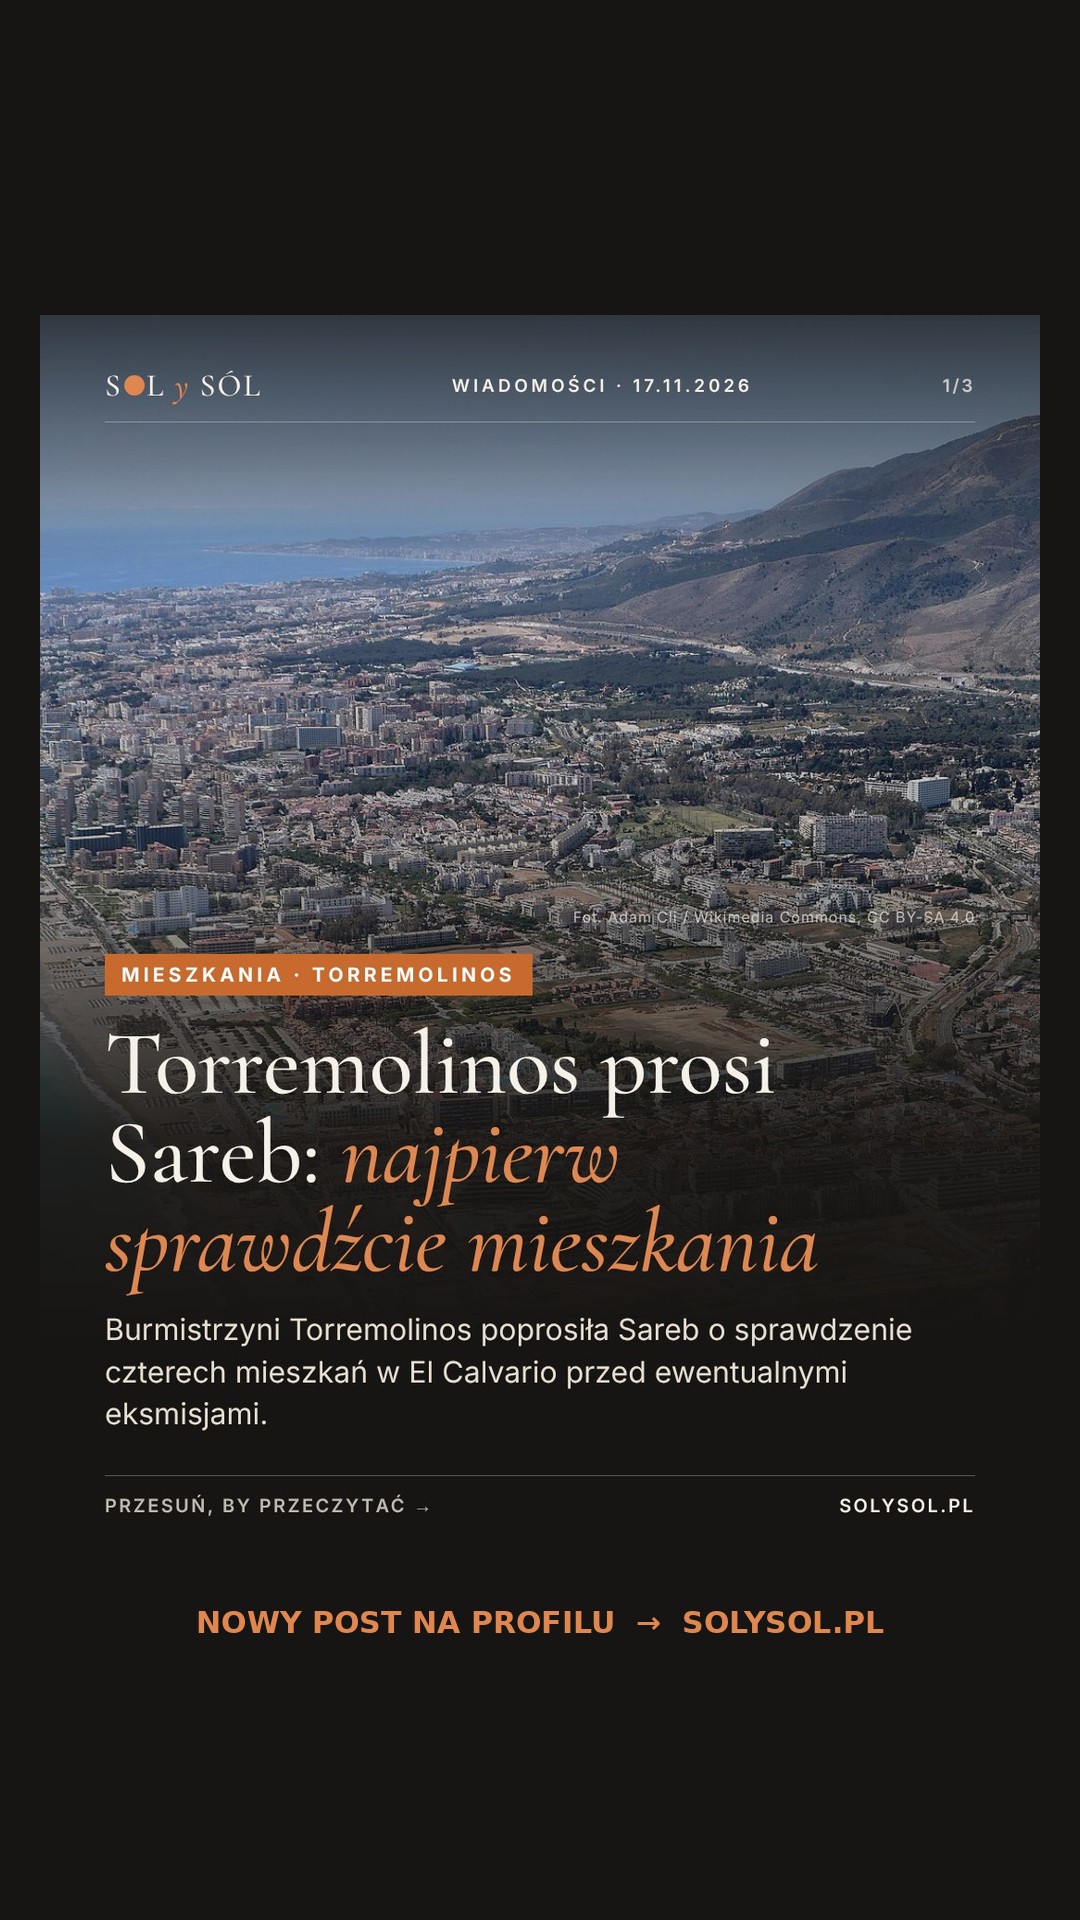 SOL y SÓL
WIADOMOŚCI · 17.11.2026
1/3
Fot. Adam Cli / Wikimedia Commons, CC BY-SA 4.0
MIESZKANIA · TORREMOLINOS
Torremolinos prosi
Sareb: najpierw
sprawdźcie mieszkania
Burmistrzyni Torremolinos poprosiła Sareb o sprawdzenie
czterech mieszkań w El Calvario przed ewentualnymi
eksmisjami.
PRZESUŃ, BY PRZECZYTAĆ →
SOLYSOL.PL
NOWY POST NA PROFILU → SOLYSOL.PL